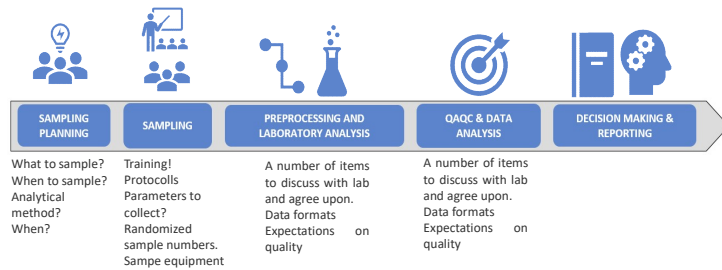 SAMPLING
PLANNING
SAMPLING
PREPROCESSING AND
LABORATORY ANALYSIS
QAQC & DATA
ANALYSIS
DECISION MAKING &
REPORTING
What to sample?
When to sample?
Analytical
method?
When?
Training!
Protocolls
Parameters to
collect?
Randomized
sample numbers.
Sampe equipment
A number of items
to discuss with lab
and agree upon.
Data formats
Expectations on
quality
A number of items
to discuss with lab
and agree upon.
Data formats
Expectations on
quality